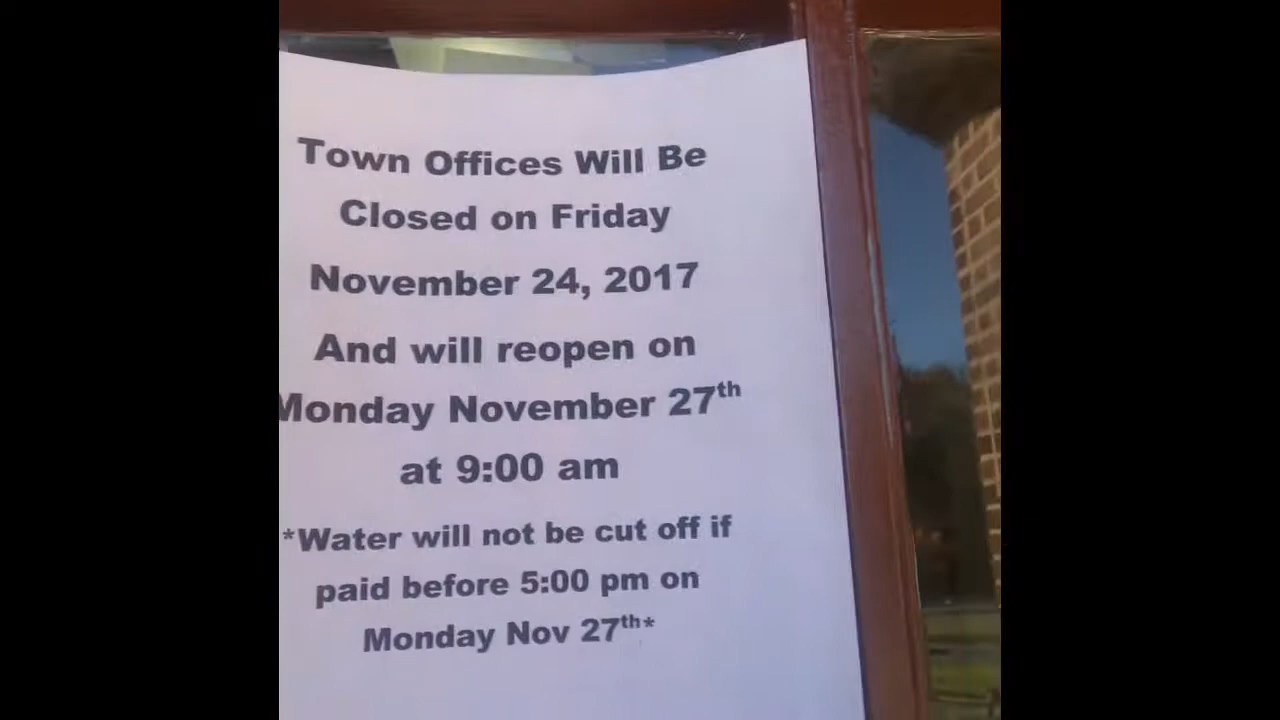 Town Offices Will Be
Closed on Friday
November 24, 2017
And will reopen on
Monday November 27th
at 9:00 am
*Water will not be cut off if
paid before 5:00 pm on
Monday Nov 27th*